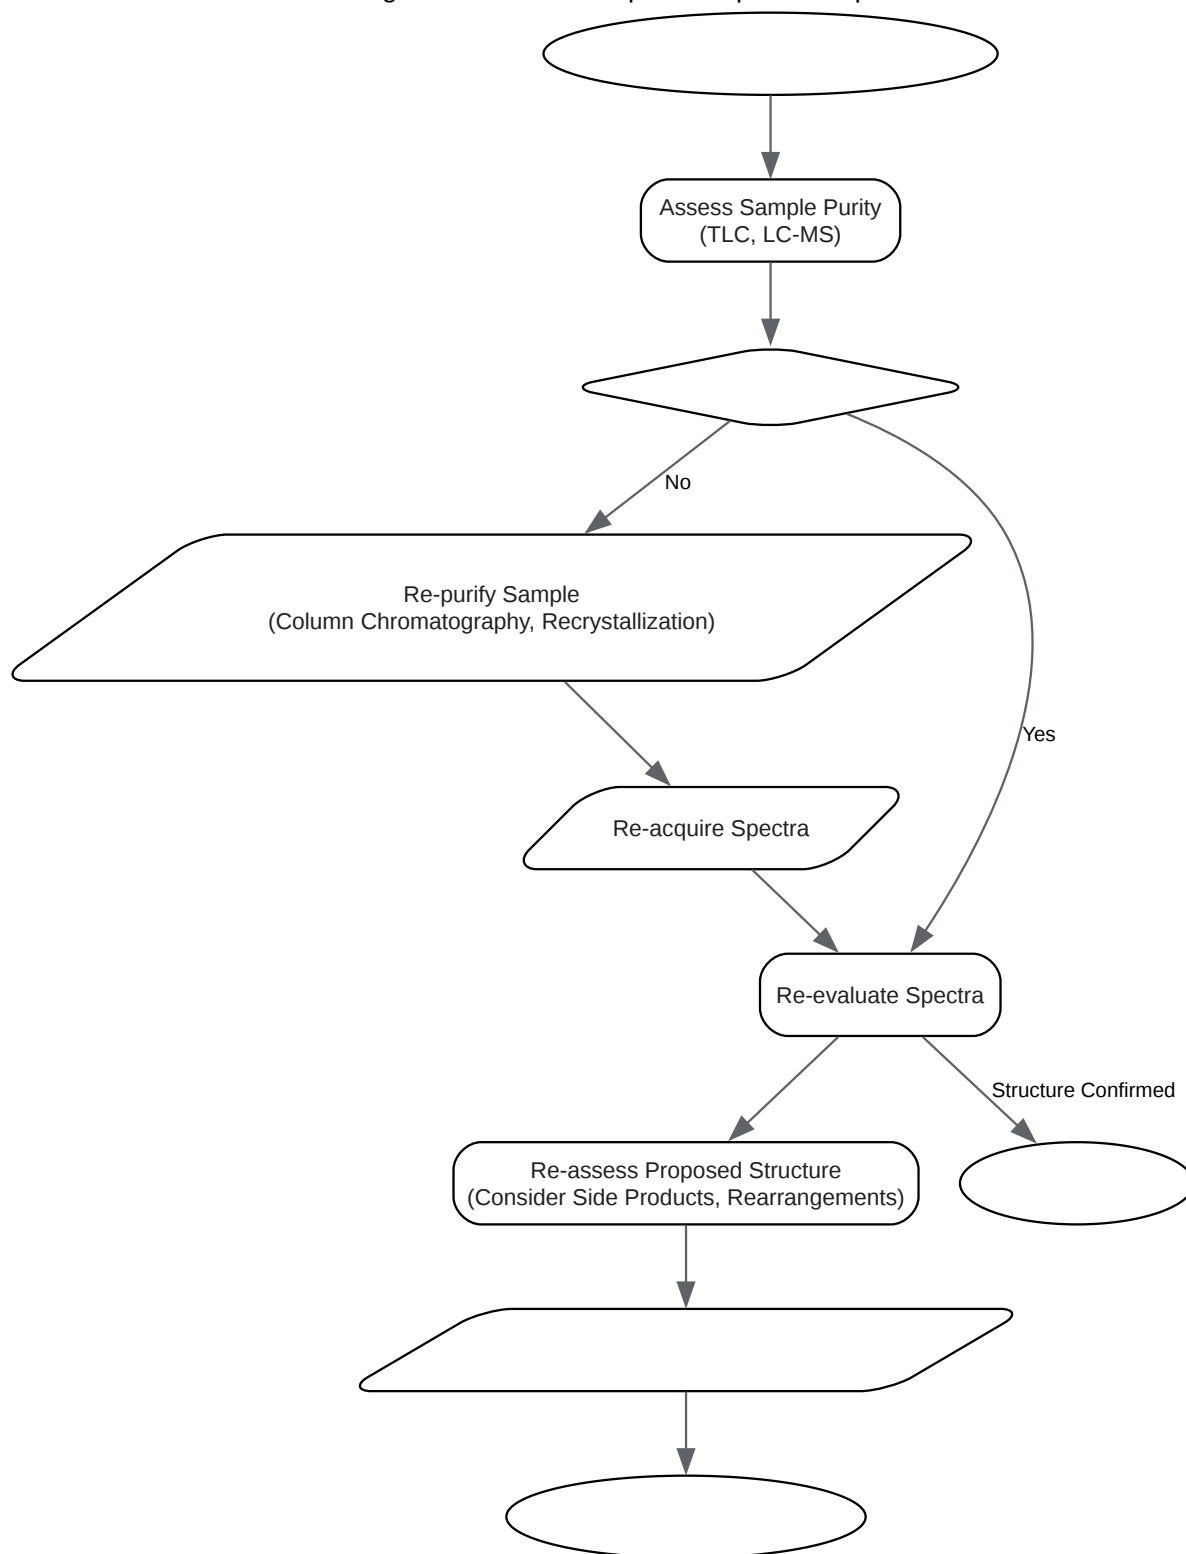 Assess Sample Purity
(TLC, LC-MS)
No
Re-purify Sample
(Column Chromatography, Recrystallization)
Yes
Re-acquire Spectra
Re-evaluate Spectra
Structure Confirmed
Re-assess Proposed Structure
(Consider Side Products, Rearrangements)